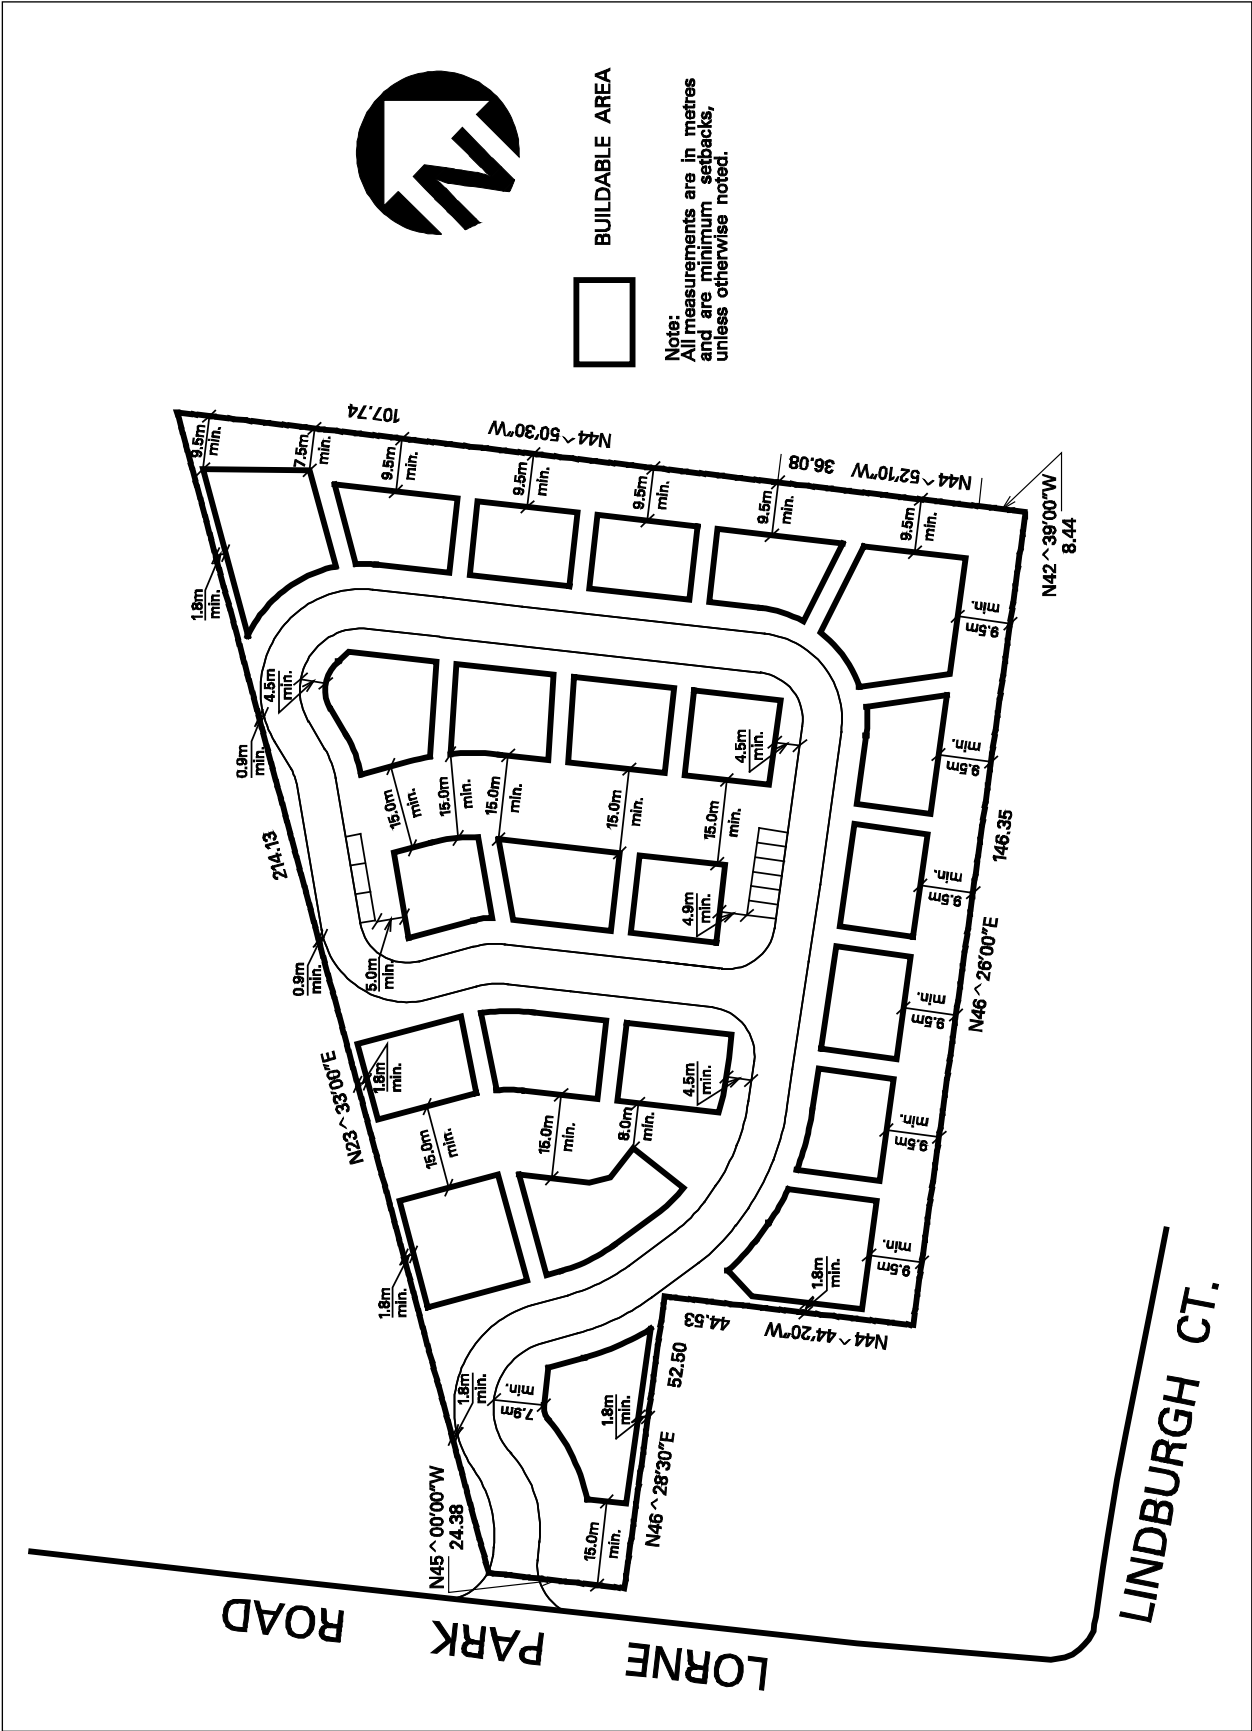 N
BUILDABLE AREA
Note:
All measurements are in metres
and are minimum setbacks,
unless otherwise noted.
107.74
N44^50'30"W
36.08
N44^52'10"W
N42^39'00"W
8.44
9.5m
min.
7.5m
min.
9.5m
min.
9.5m
min.
9.5m
min.
9.5m
min.
9.5m
min.
1.8m
min.
4.5m
min.
0.9m
min.
214.13
0.9m
min.
N23^33'00"E
15.0m
min.
15.0m
min.
15.0m
min.
15.0m
min.
15.0m
min.
4.5m
min.
4.9m
min.
5.0m
min.
9.5m
min.
9.5m
min.
146.35
9.5m
min.
N46^26'00"E
9.5m
min.
9.5m
min.
9.5m
min.
1.8m
min.
15.0m
min.
15.0m
min.
8.0m
min.
4.5m
min.
1.8m
min.
1.8m
min.
44.53
N44^44'20"W
52.50
N46^28'30"E
1.8m
min.
7.9m
min.
1.8m
min.
15.0m
min.
N45^00'00"W
24.38
LORNE PARK ROAD
LINDBURGH CT.